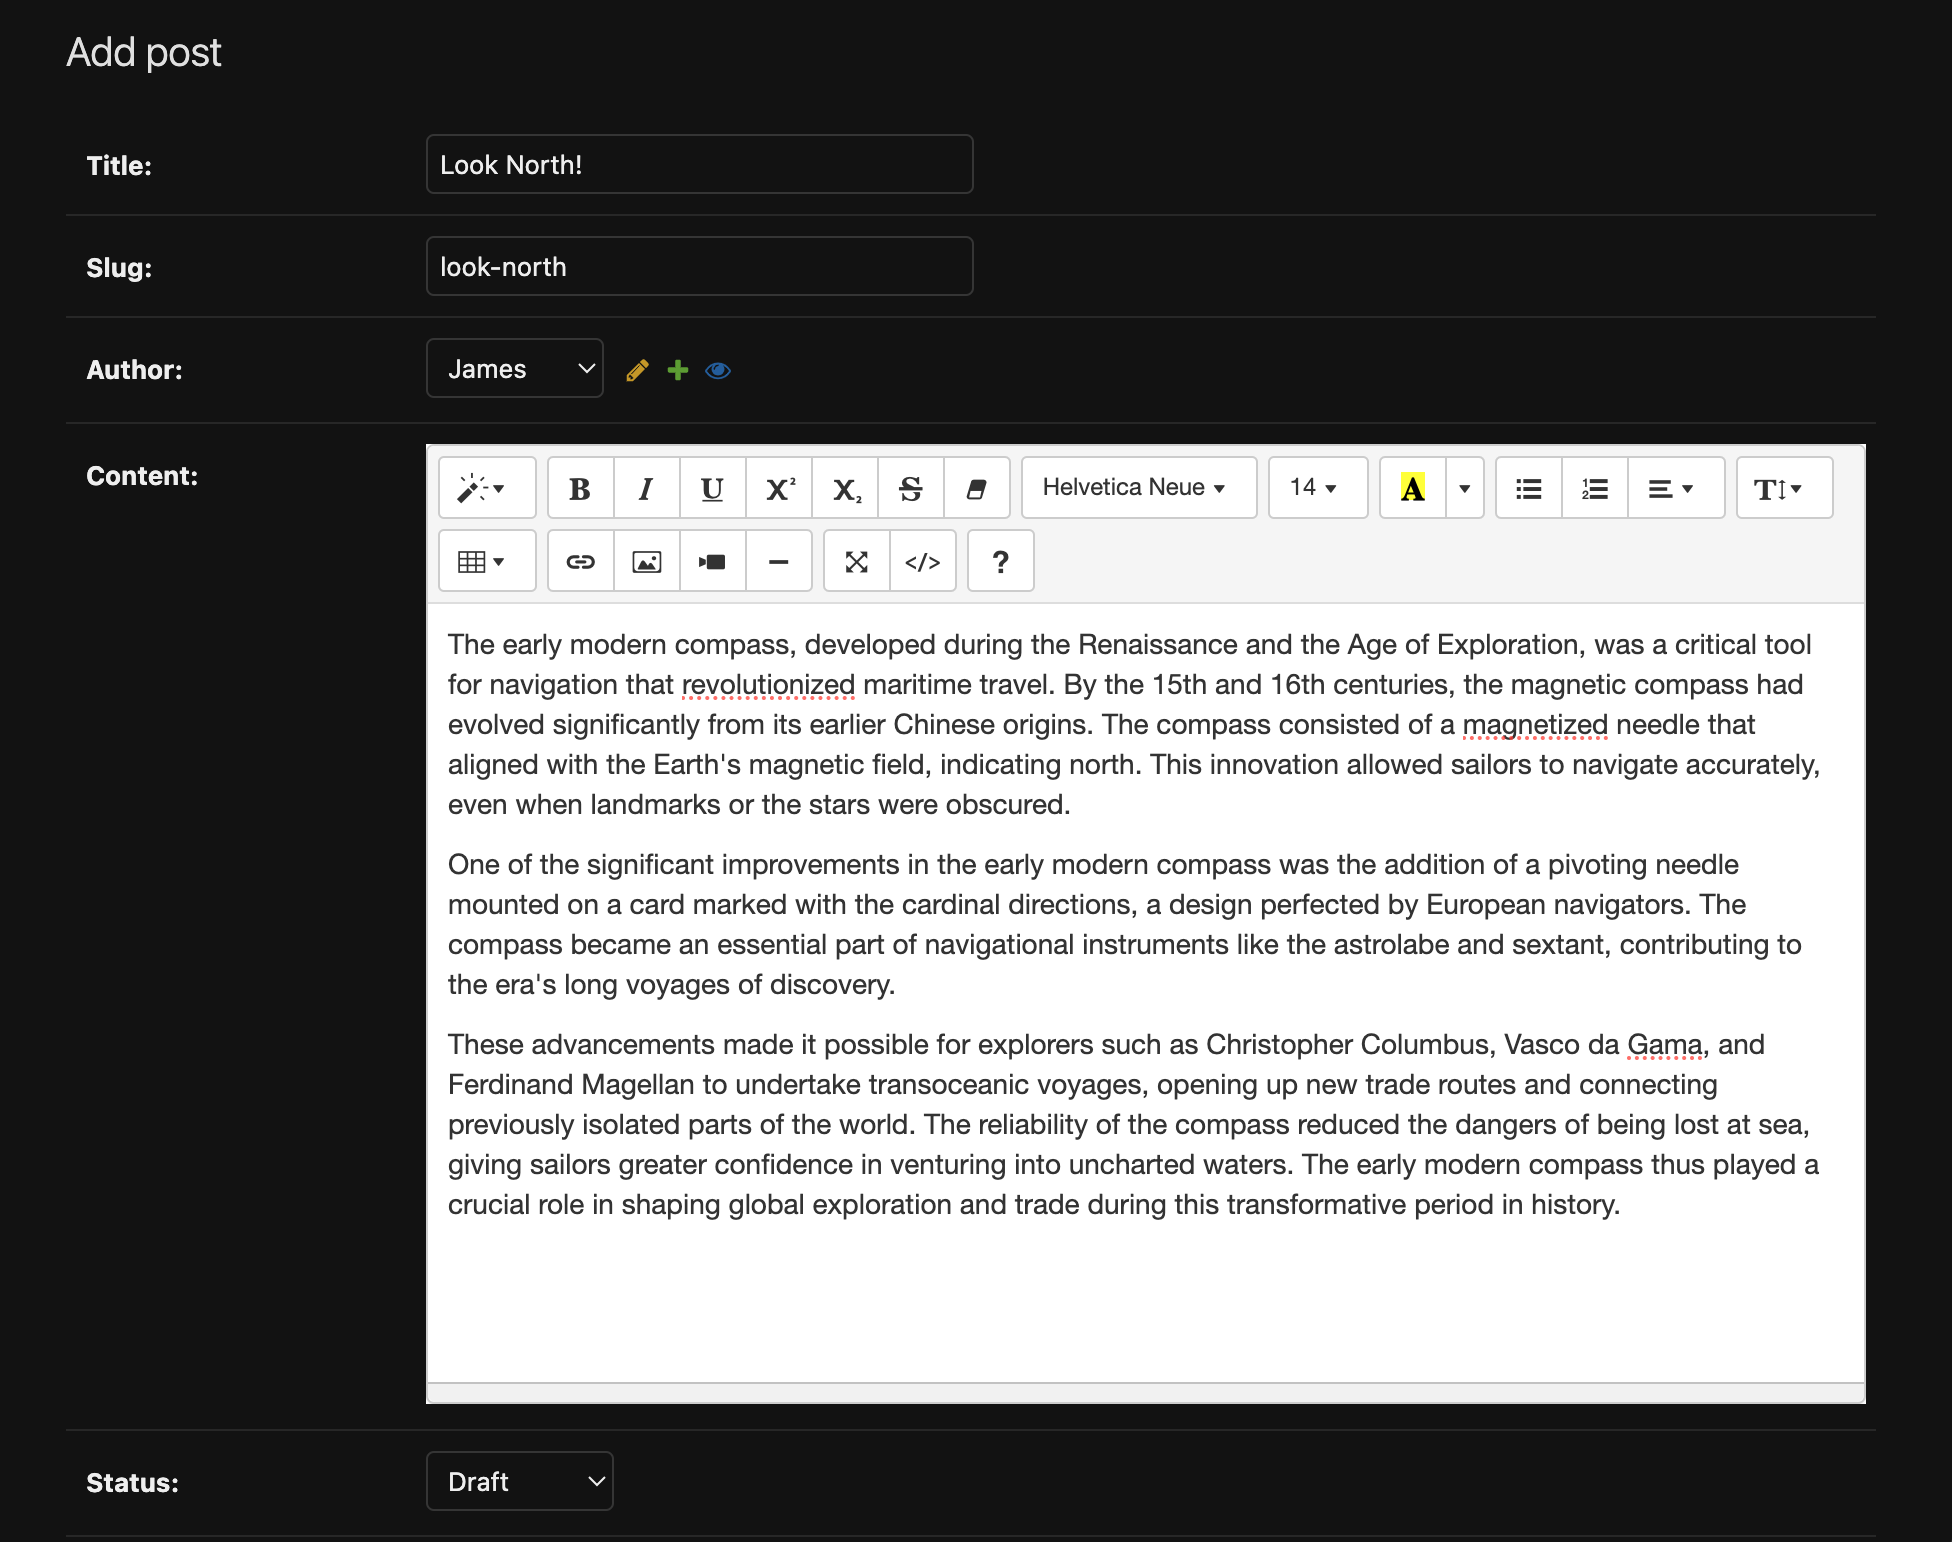 Add post
Title:
Look North!
Slug:
look-north
Author:
James
Content:
B I U X² X₂ S Helvetica Neue 14 A T
</> ?
The early modern compass, developed during the Renaissance and the Age of Exploration, was a critical tool
for navigation that revolutionized maritime travel. By the 15th and 16th centuries, the magnetic compass had
evolved significantly from its earlier Chinese origins. The compass consisted of a magnetized needle that
aligned with the Earth's magnetic field, indicating north. This innovation allowed sailors to navigate accurately,
even when landmarks or the stars were obscured.
One of the significant improvements in the early modern compass was the addition of a pivoting needle
mounted on a card marked with the cardinal directions, a design perfected by European navigators. The
compass became an essential part of navigational instruments like the astrolabe and sextant, contributing to
the era's long voyages of discovery.
These advancements made it possible for explorers such as Christopher Columbus, Vasco da Gama, and
Ferdinand Magellan to undertake transoceanic voyages, opening up new trade routes and connecting
previously isolated parts of the world. The reliability of the compass reduced the dangers of being lost at sea,
giving sailors greater confidence in venturing into uncharted waters. The early modern compass thus played a
crucial role in shaping global exploration and trade during this transformative period in history.
Status:
Draft